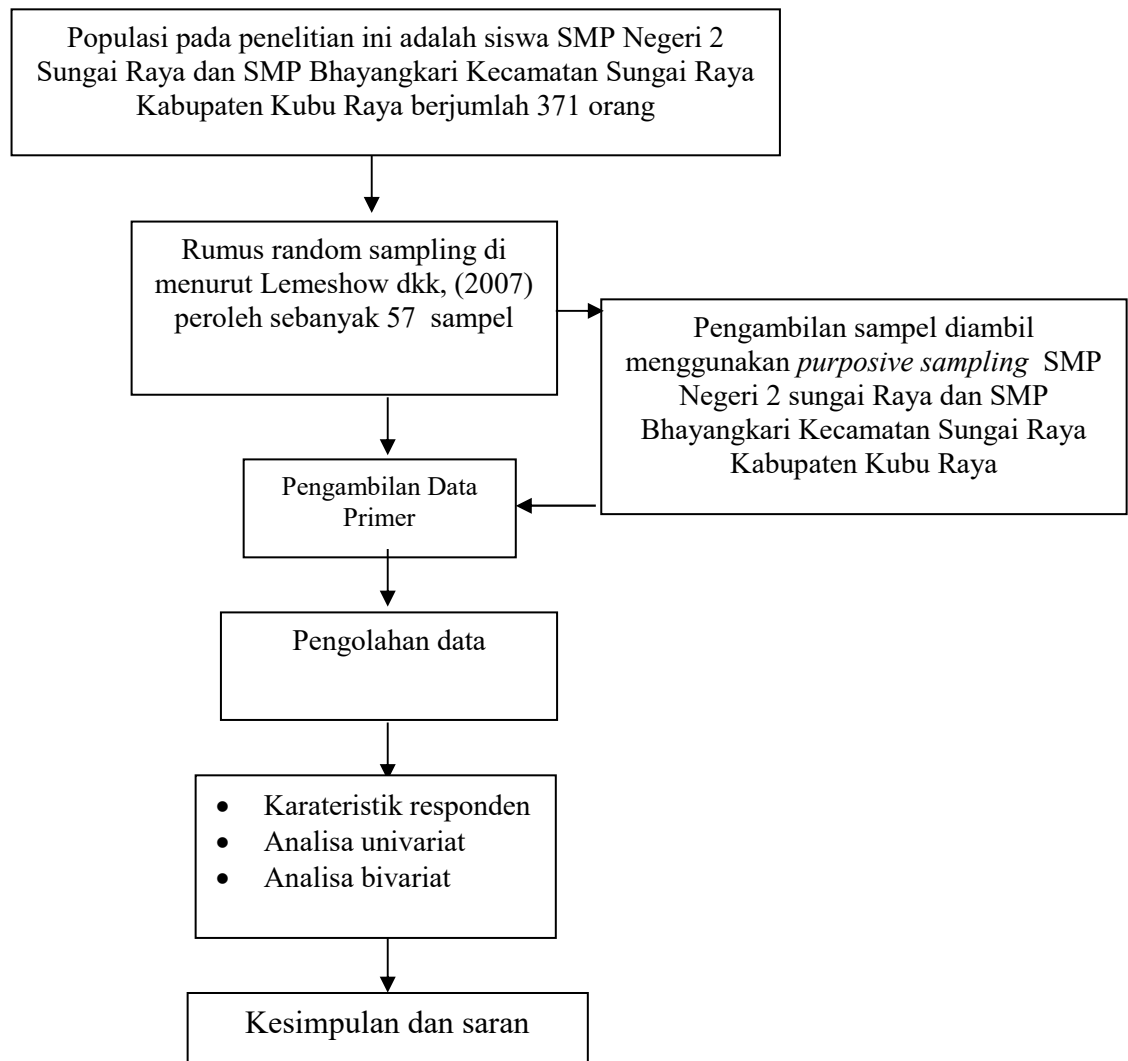 Populasi pada penelitian ini adalah siswa SMP Negeri 2
Sungai Raya dan SMP Bhayangkari Kecamatan Sungai Raya
Kabupaten Kubu Raya berjumlah 371 orang
Rumus random sampling di
menurut Lemeshow dkk, (2007)
peroleh sebanyak 57 sampel
Pengambilan sampel diambil
menggunakan purposive sampling SMP
Negeri 2 sungai Raya dan SMP
Bhayangkari Kecamatan Sungai Raya
Kabupaten Kubu Raya
Pengambilan Data
Primer
Pengolahan data
• Karateristik responden
• Analisa univariat
• Analisa bivariat
Kesimpulan dan saran